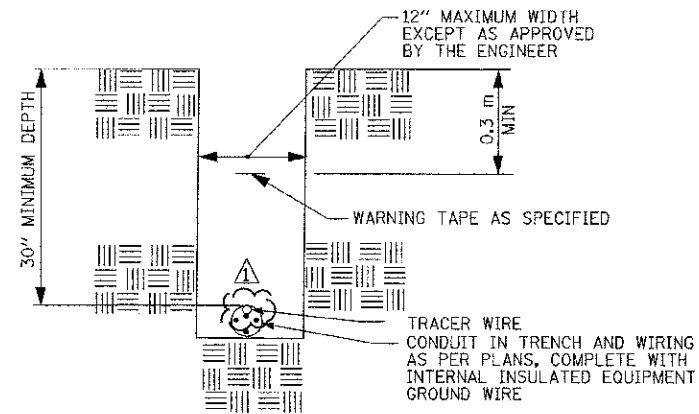 12" MAXIMUM WIDTH
EXCEPT AS APPROVED
BY THE ENGINEER
30" MINIMUM DEPTH
0.3 m
MIN
WARNING TAPE AS SPECIFIED
1
TRACER WIRE
CONDUIT IN TRENCH AND WIRING
AS PER PLANS, COMPLETE WITH
INTERNAL INSULATED EQUIPMENT
GROUND WIRE